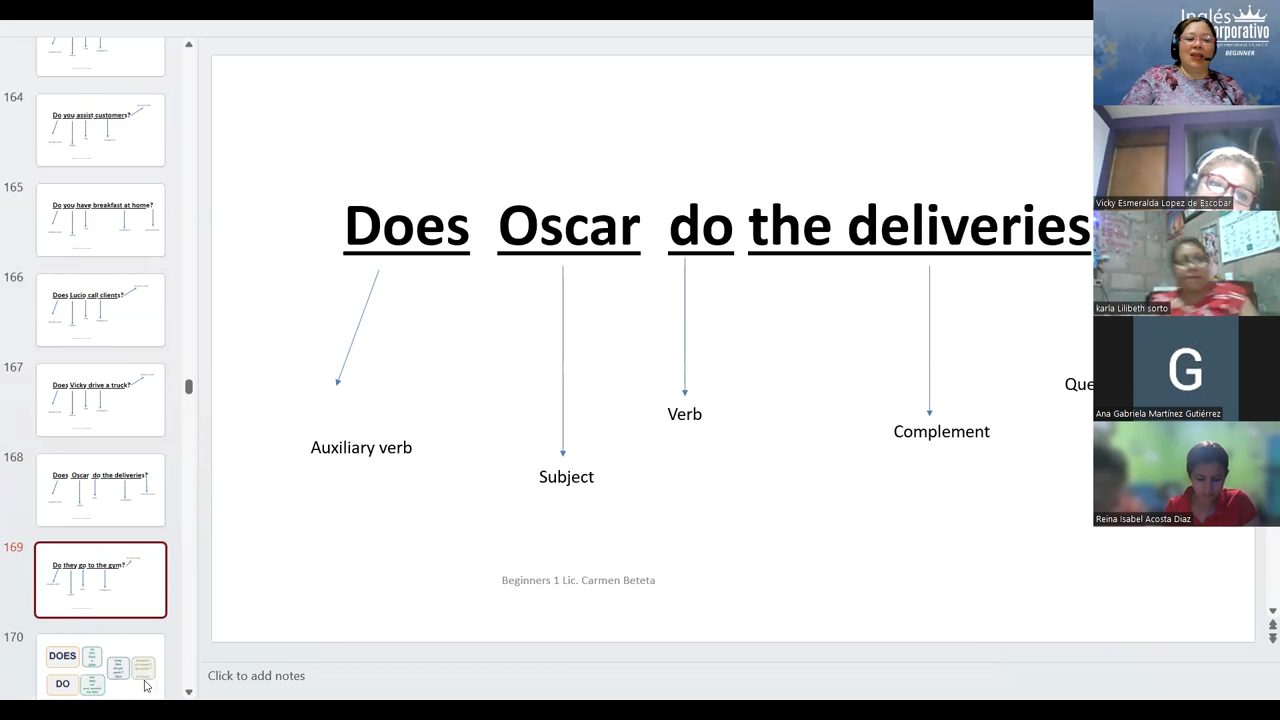 164
Do you assist customers?
165
Do you have breakfast at home?
166
Does Lucio call clients?
167
Does Vicky drive a truck?
168
Does Oscar do the deliveries?
169
Do they go to the gym?
170
DOES
DO
Does Oscar do the deliveries
Auxiliary verb
Subject
Verb
Complement
Que
Beginners 1 Lic. Carmen Beteta
Click to add notes
Inglés
orporativo
BEGINNER
Vicky Esmeralda Lopez de Escobar
karla Lilibeth sorto
G
Ana Gabriela Martínez Gutiérrez
Reina Isabel Acosta Diaz